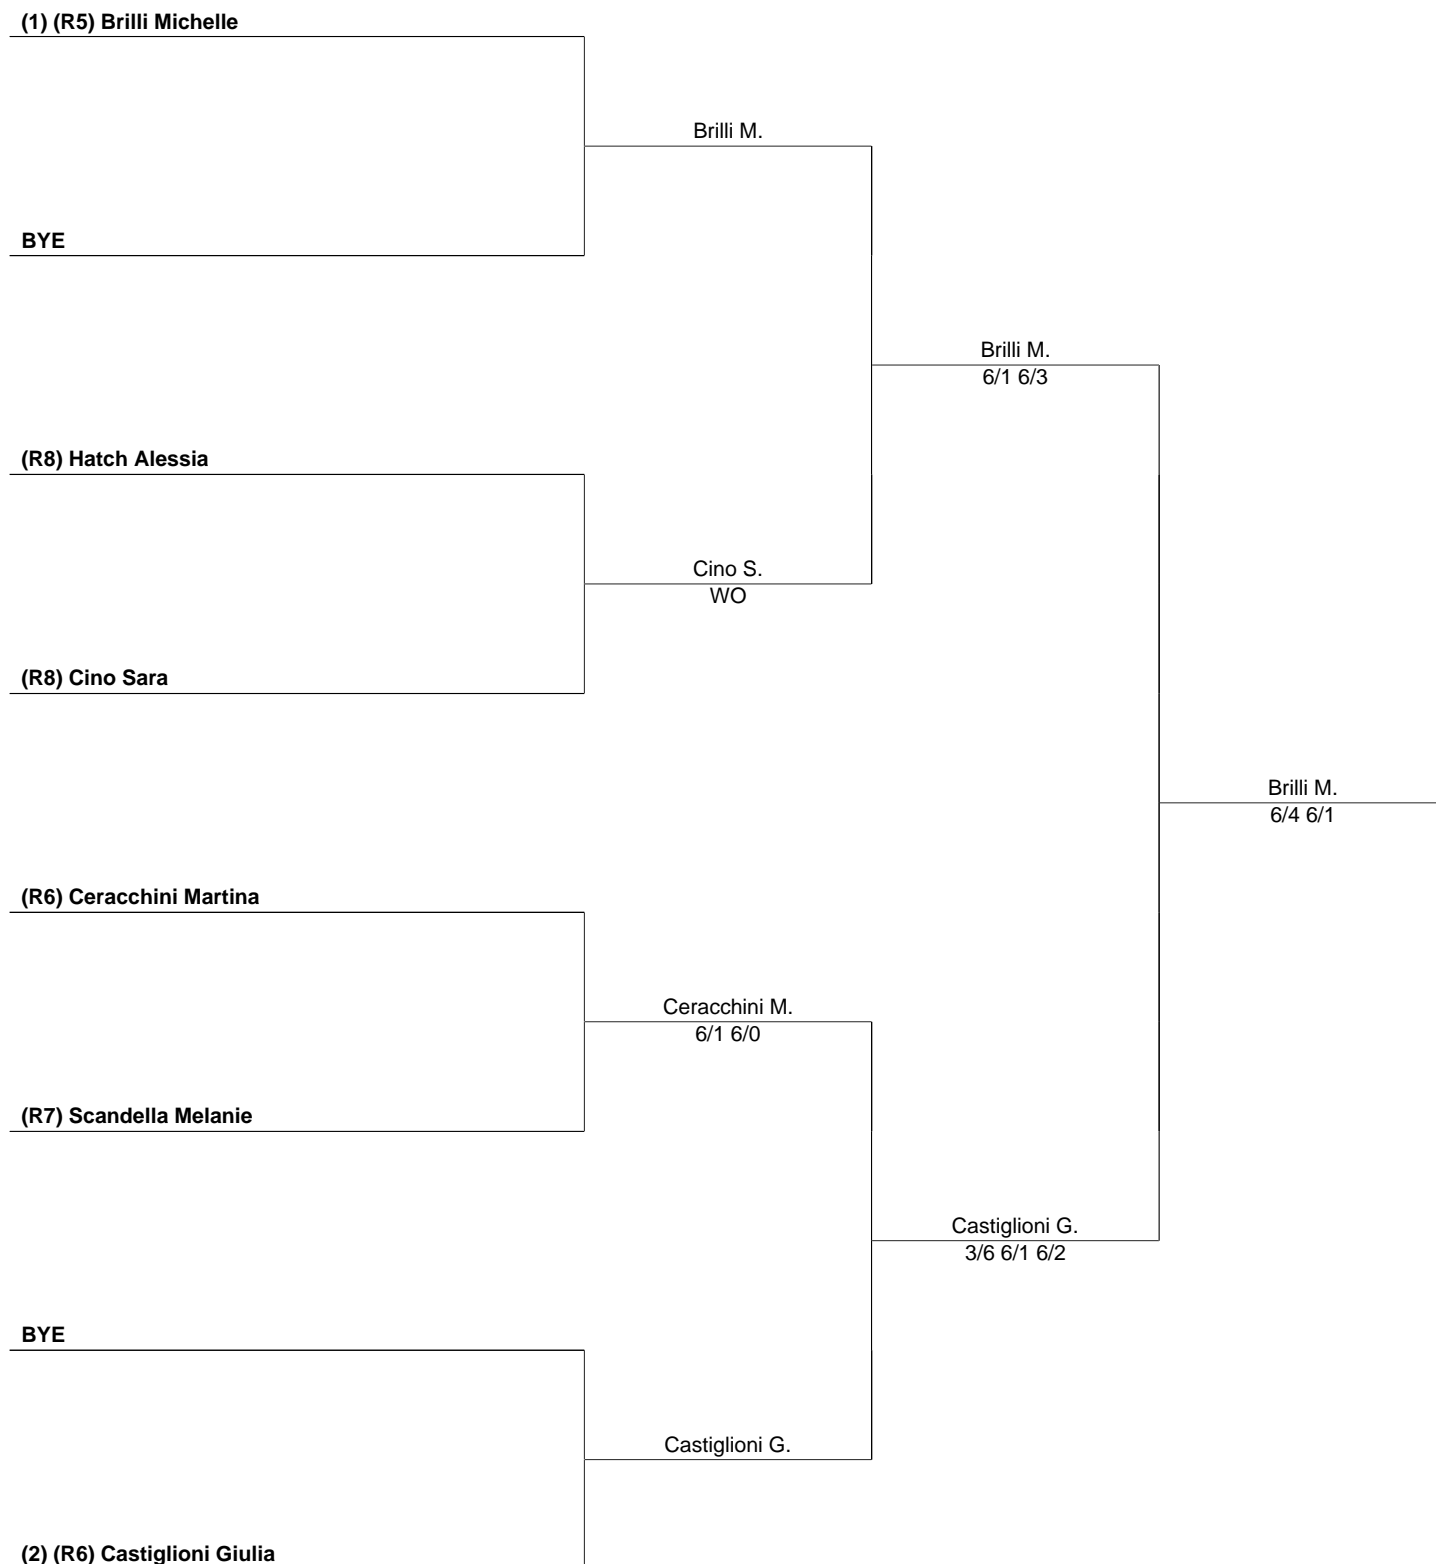 (1) (R5) Brilli Michelle
Brilli M.
BYE
Brilli M.
6/1 6/3
(R8) Hatch Alessia
Cino S.
WO
(R8) Cino Sara
Brilli M.
6/4 6/1
(R6) Ceracchini Martina
Ceracchini M.
6/1 6/0
(R7) Scandella Melanie
Castiglioni G.
3/6 6/1 6/2
BYE
Castiglioni G.
(2) (R6) Castiglioni Giulia